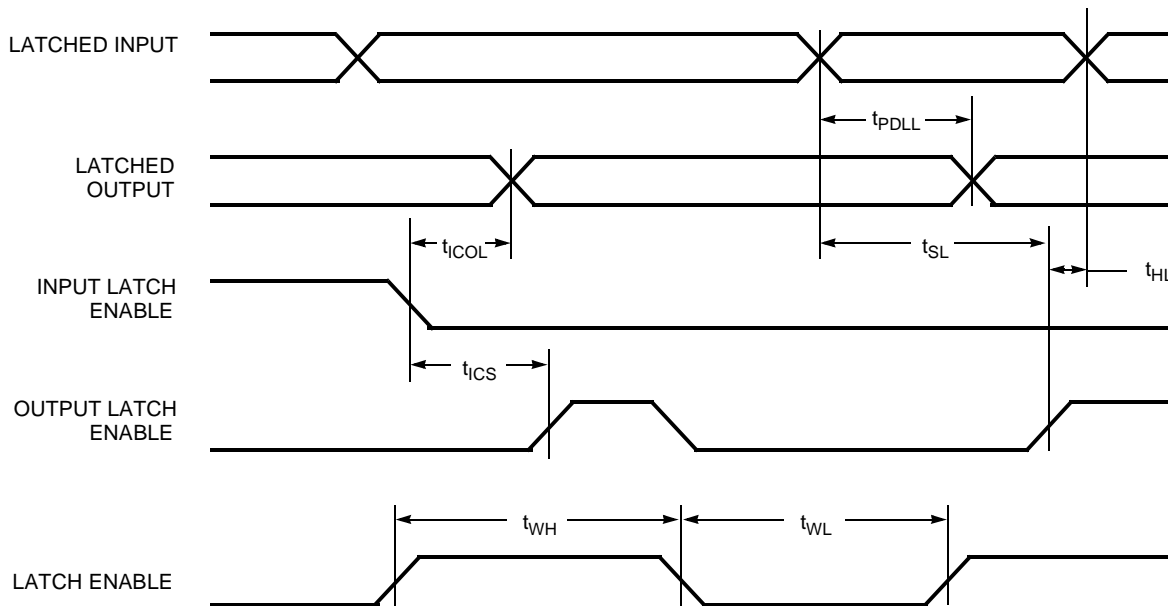 LATCHED INPUT
tPDLL
LATCHED
OUTPUT
tICOL
tSL
tHL
INPUT LATCH
ENABLE
tICS
OUTPUT LATCH
ENABLE
tWH
tWL
LATCH ENABLE